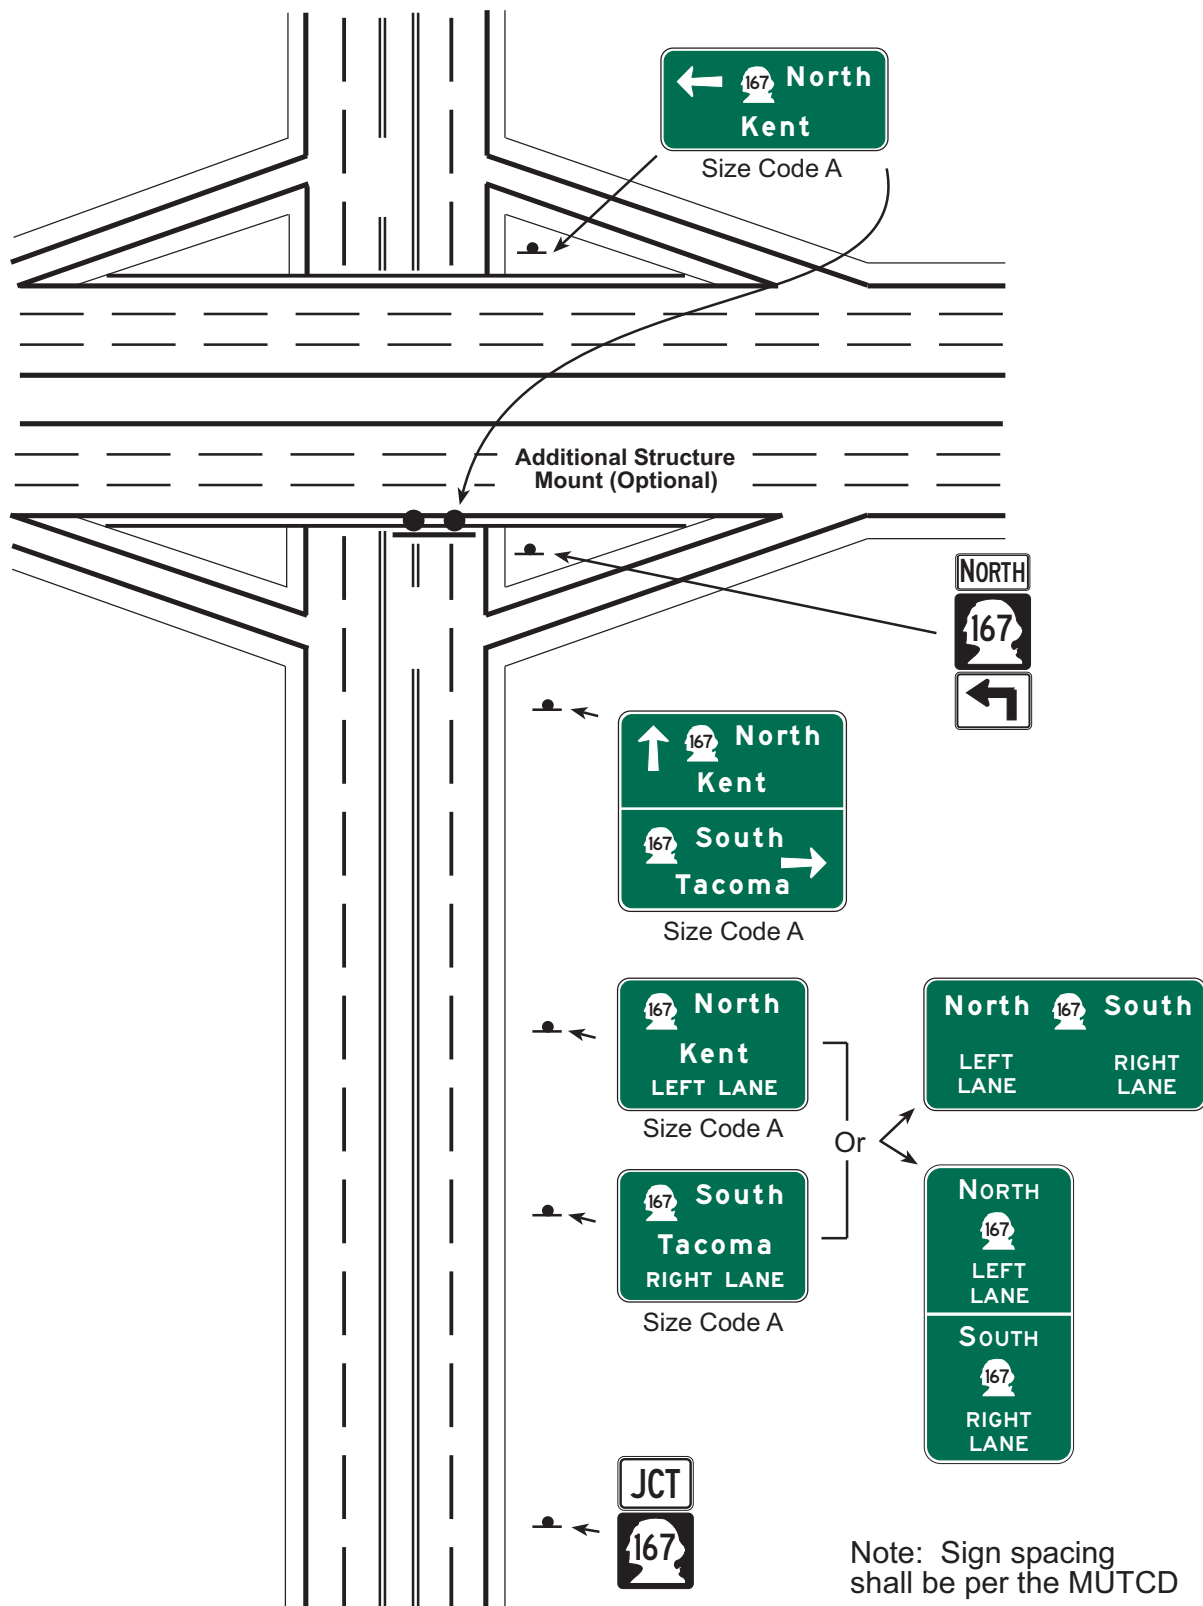 167 North
Kent
Size Code A
Additional Structure
Mount (Optional)
NORTH
167
167 North
Kent
167 South
Tacoma
Size Code A
167 North
Kent
LEFT LANE
Size Code A
North 167 South
LEFT
LANE
RIGHT
LANE
Or
167 South
Tacoma
RIGHT LANE
Size Code A
NORTH
167
LEFT
LANE
SOUTH
167
RIGHT
LANE
JCT
167
Note: Sign spacing
shall be per the MUTCD